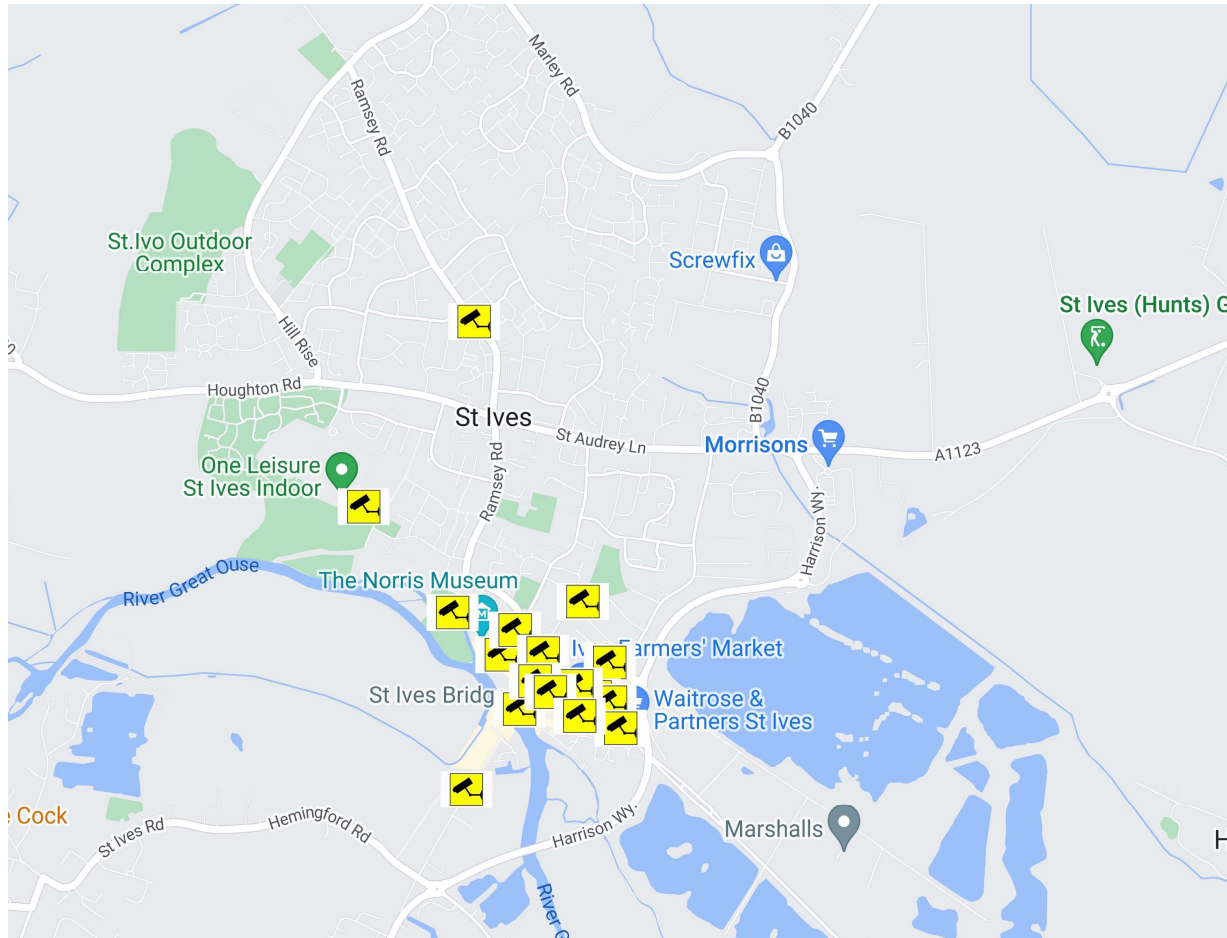 Marley Rd
Ramsey Rd
B1040
St.Ivo Outdoor
Complex
Screwfix
St Ives (Hunts) G
Hill Rise
Houghton Rd
B1040
St Ives
St Audrey Ln
Morrisons
A1123
One Leisure
St Ives Indoor
Ramsey Rd
Harrison Wy.
River Great Ouse
The Norris Museum
M
Farmers' Market
St Ives Bridg
Waitrose &
Partners St Ives
Cock
St Ives Rd
Hemingford Rd
Harrison Wy.
Marshalls
H
River G